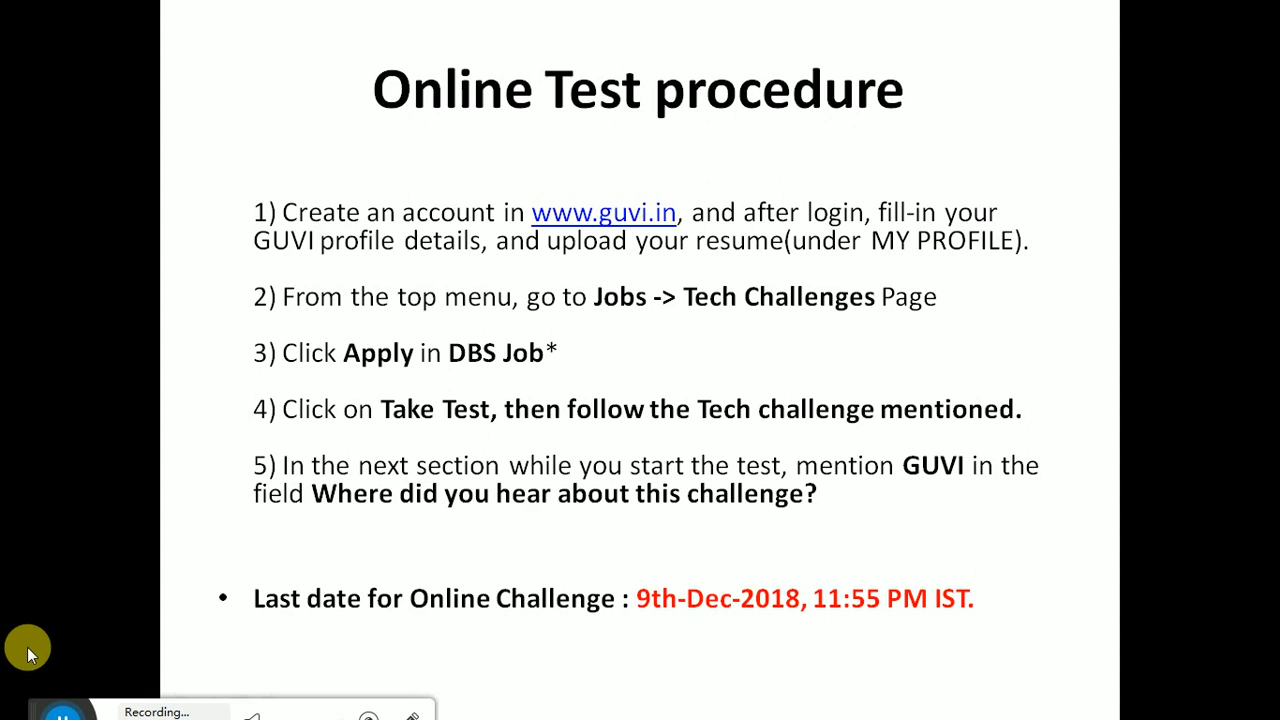 Online Test procedure
1) Create an account in www.guvi.in, and after login, fill-in your
GUVI profile details, and upload your resume(under MY PROFILE).
2) From the top menu, go to Jobs -> Tech Challenges Page
3) Click Apply in DBS Job*
4) Click on Take Test, then follow the Tech challenge mentioned.
5) In the next section while you start the test, mention GUVI in the
field Where did you hear about this challenge?
• Last date for Online Challenge : 9th-Dec-2018, 11:55 PM IST.
Recording...